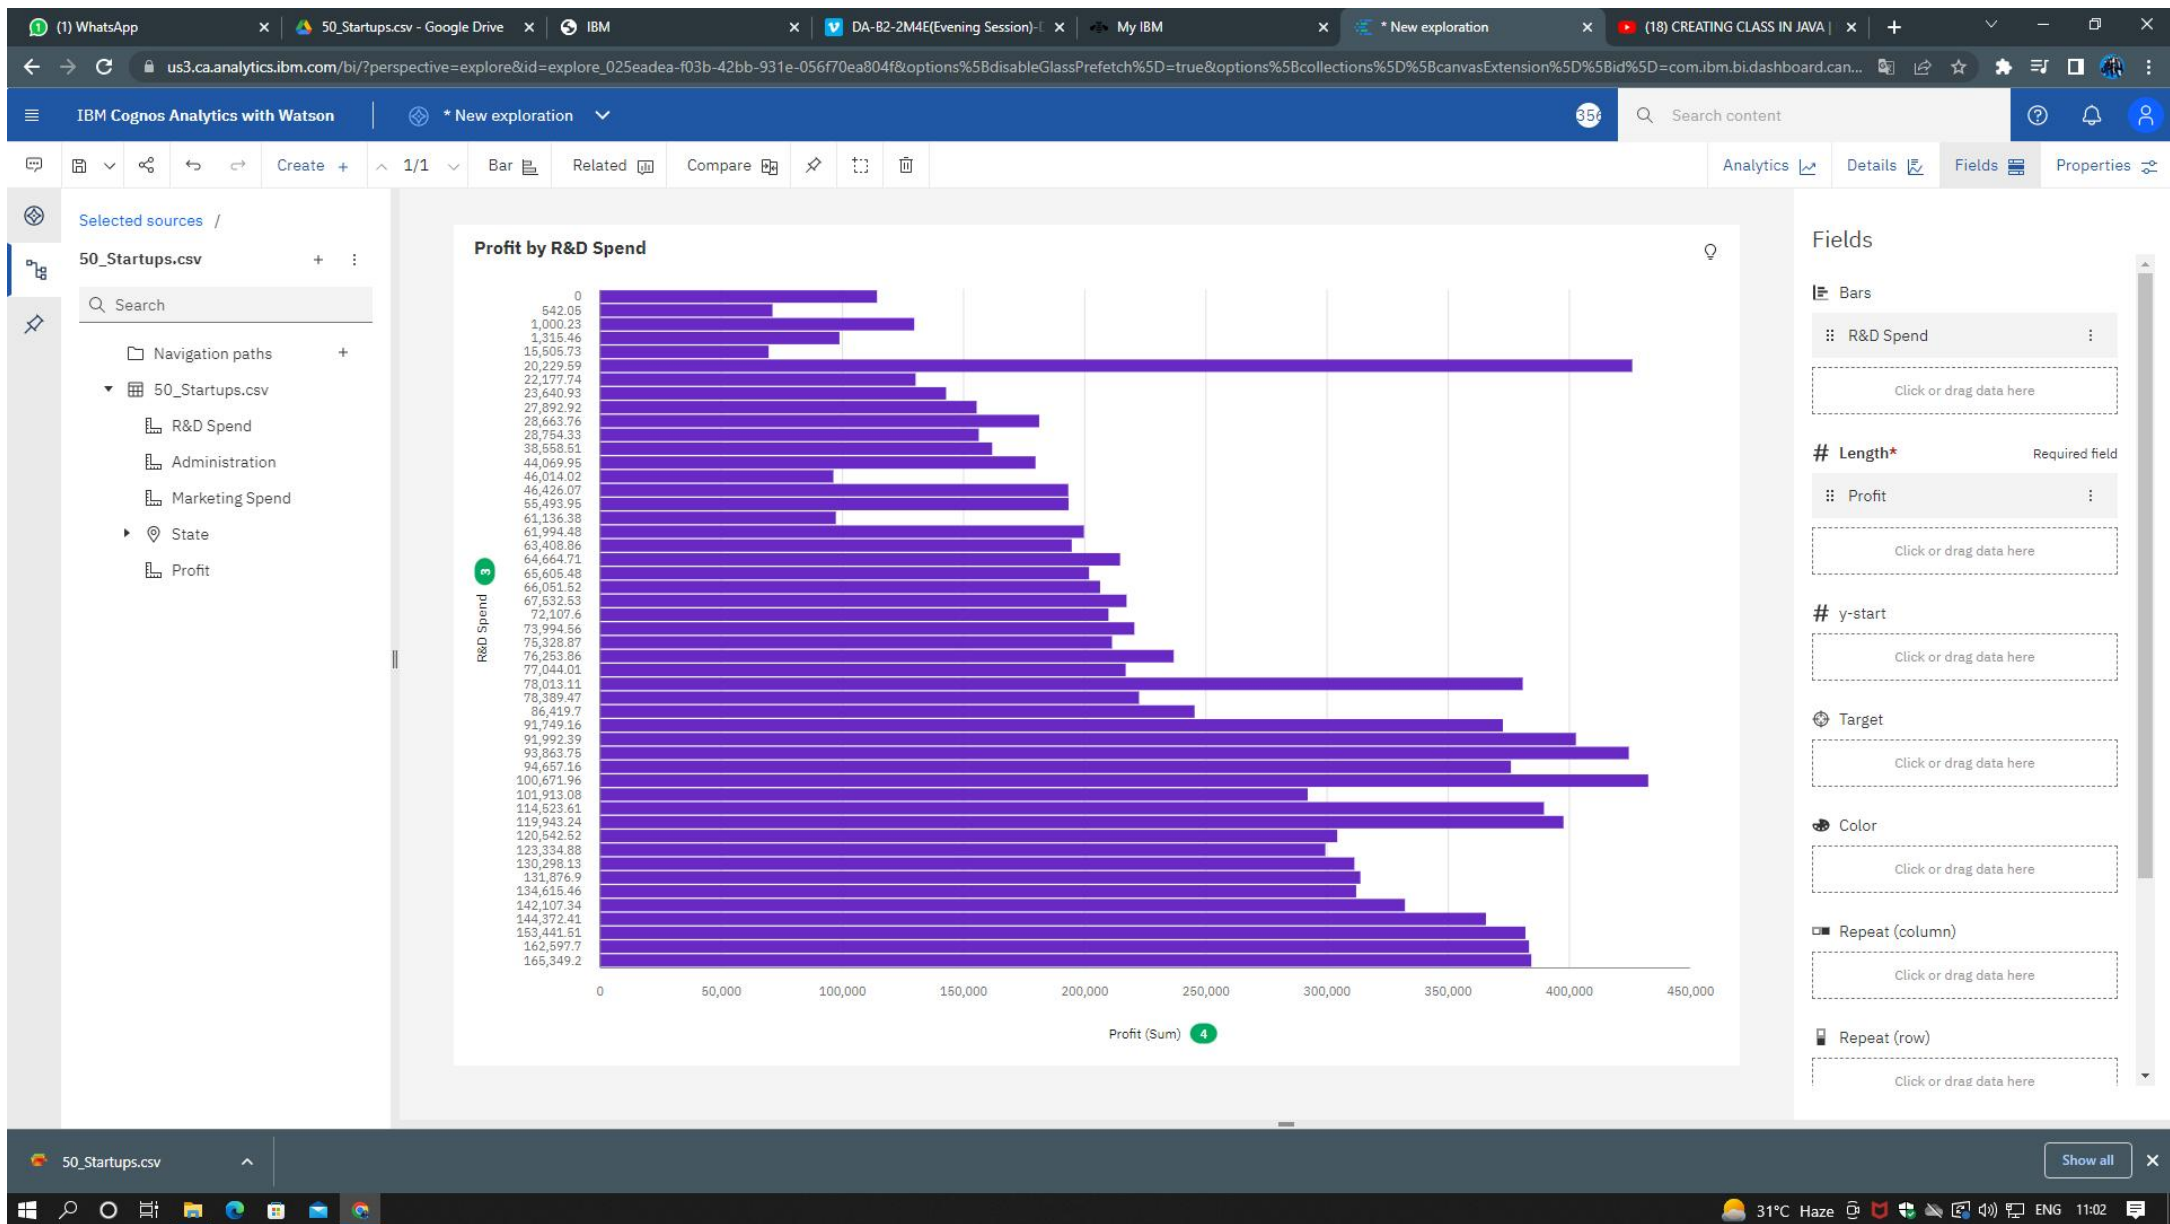 (1) WhatsApp
50_Startups.csv - Google Drive
IBM
DA-B2-2M4E(Evening Session)-
My IBM
* New exploration
(18) CREATING CLASS IN JAVA |
us3.ca.analytics.ibm.com/bi/?perspective=explore&id=explore_025eadea-f03b-42bb-931e-056f70ea804f&options%5BdisableGlassPrefetch%5D=true&options%5Bcollections%5D%5BcanvasExtension%5D%5Bid%5D=com.ibm.bi.dashboard.can...
IBM Cognos Analytics with Watson
* New exploration
Search content
Create +
1/1
Bar
Related
Compare
Analytics
Details
Fields
Properties
Selected sources /
50_Startups.csv
Search
Navigation paths
50_Startups.csv
R&D Spend
Administration
Marketing Spend
State
Profit
Profit by R&D Spend
0
542.05
1,000.23
1,315.46
15,505.73
20,229.59
22,177.74
23,640.93
27,892.92
28,663.76
28,754.33
38,558.51
44,069.95
46,014.02
46,426.07
55,493.95
61,136.38
61,994.48
63,408.86
64,664.71
65,605.48
66,051.52
67,532.53
72,107.6
73,994.56
75,328.87
76,253.86
77,044.01
78,013.11
78,389.47
86,419.7
91,749.16
91,992.39
93,863.75
94,657.16
100,671.96
101,913.08
114,523.61
119,943.24
120,542.52
123,334.88
130,298.13
131,876.9
134,615.46
142,107.34
144,372.41
153,441.51
162,597.7
165,349.2
R&D Spend 3
0 50,000 100,000 150,000 200,000 250,000 300,000 350,000 400,000 450,000
Profit (Sum) 4
Fields
Bars
R&D Spend
Click or drag data here
# Length* Required field
Profit
Click or drag data here
# y-start
Click or drag data here
Target
Click or drag data here
Color
Click or drag data here
Repeat (column)
Click or drag data here
Repeat (row)
Click or drag data here
50_Startups.csv
Show all
31°C Haze
ENG 11:02